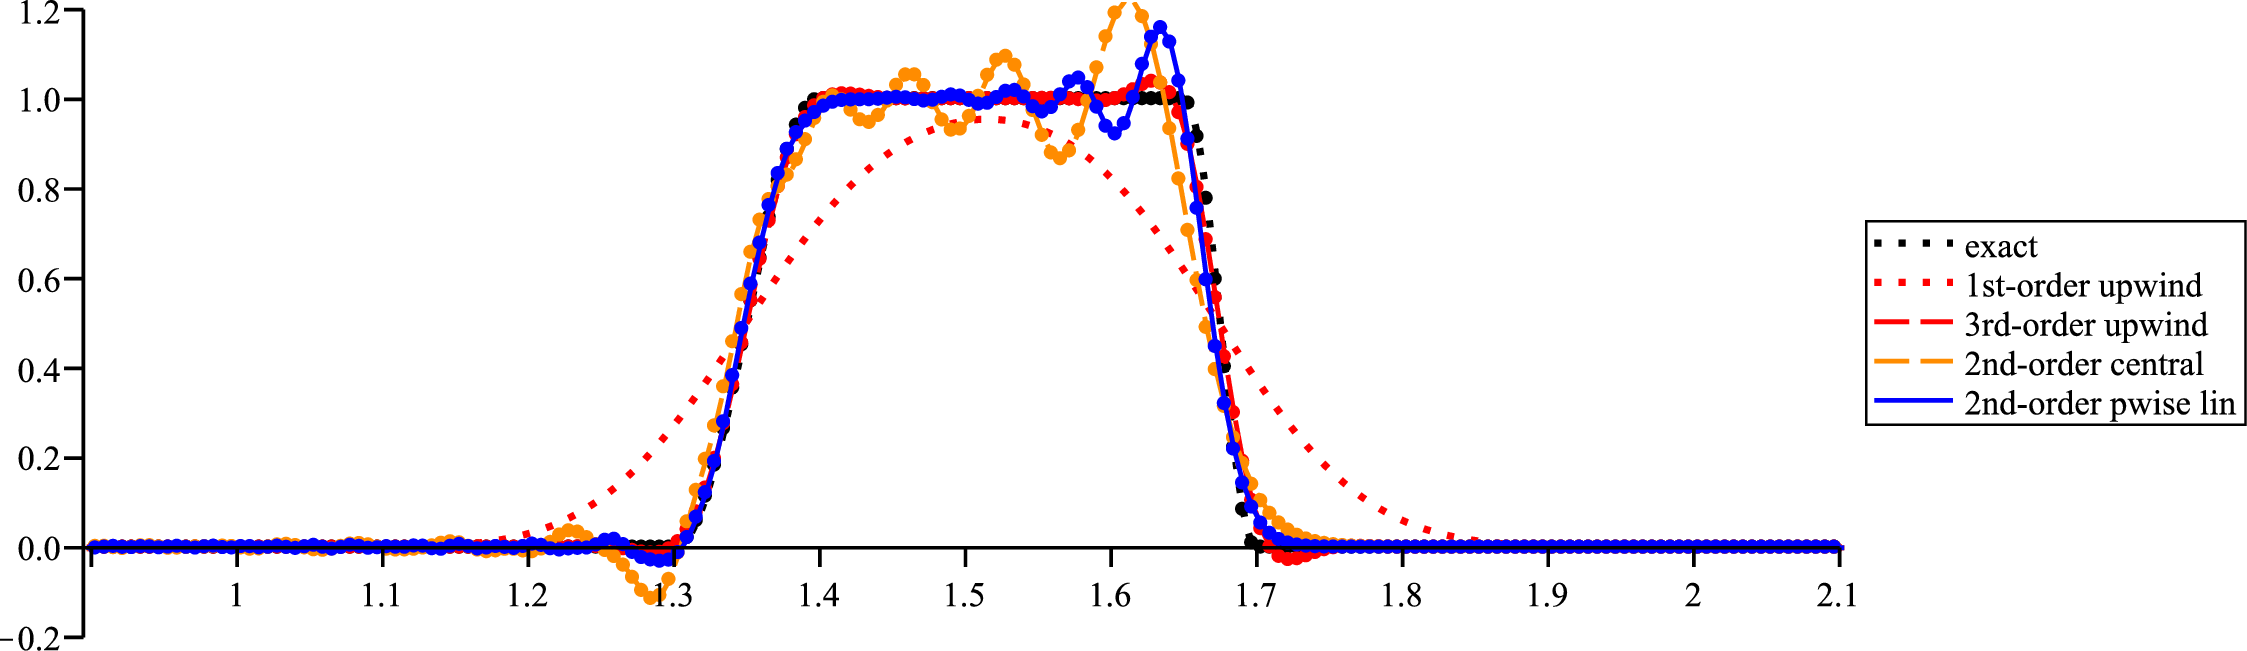 1.2
1.0
0.8
0.6
0.4
0.2
0.0
−0.2
1 1.1 1.2 1.3 1.4 1.5 1.6 1.7 1.8 1.9 2 2.1
exact
1st-order upwind
3rd-order upwind
2nd-order central
2nd-order pwise lin